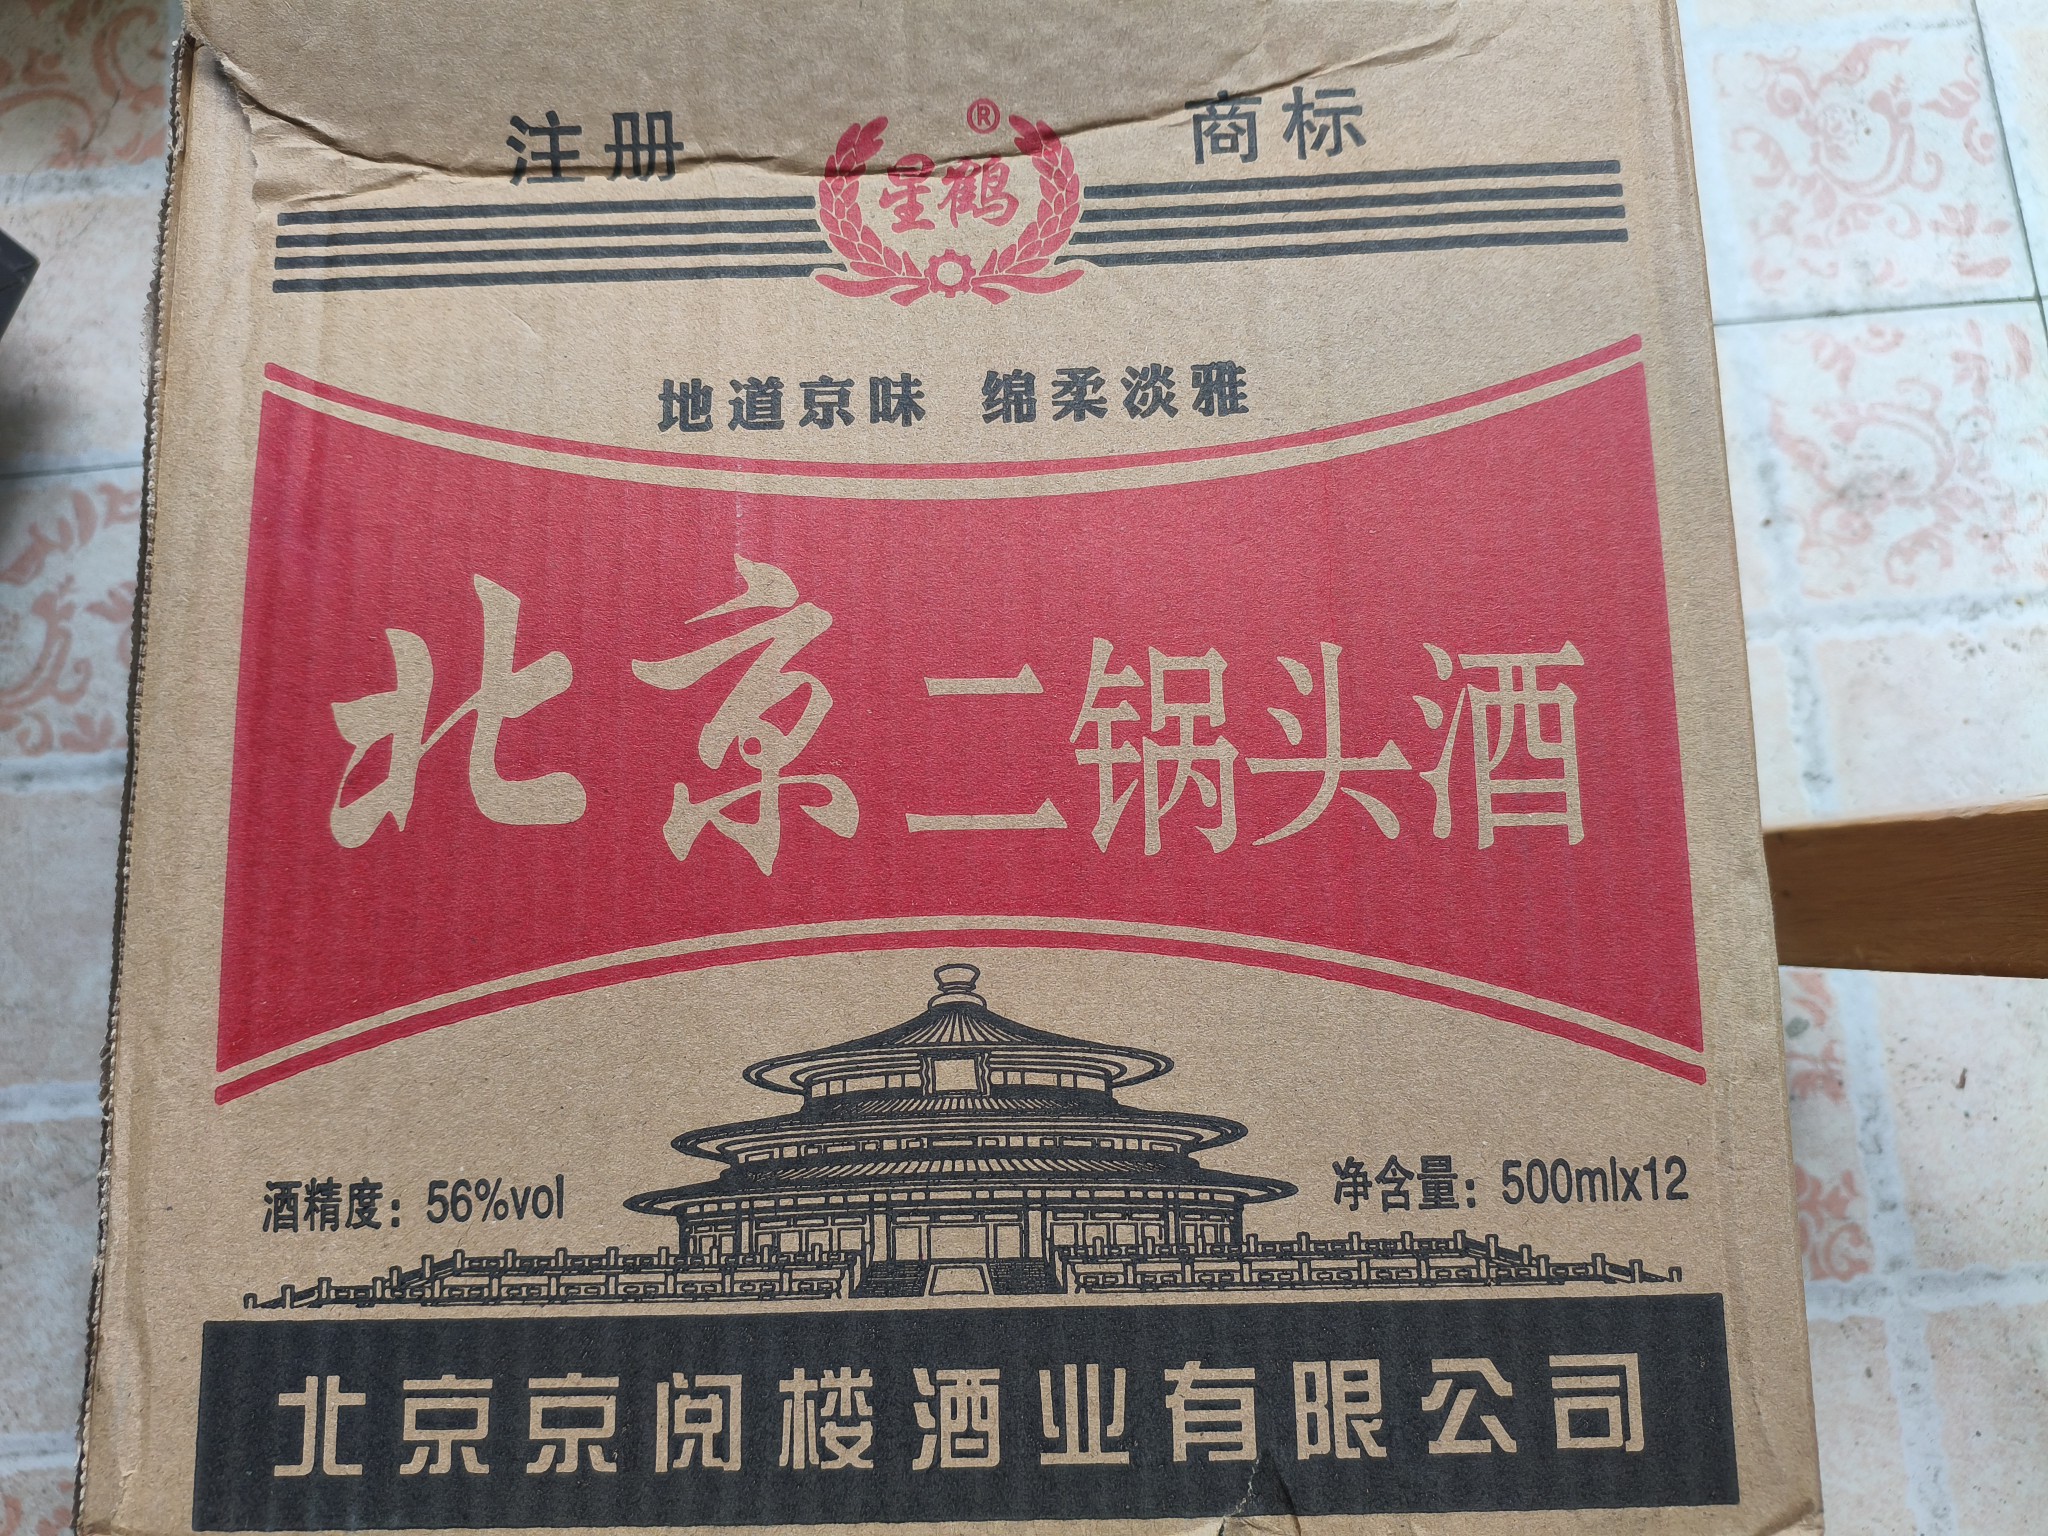 注册 星鹤® 商标
地道京味 绵柔淡雅
北京二锅头酒
酒精度：56%vol 净含量：500mlx12
北京京阅楼酒业有限公司